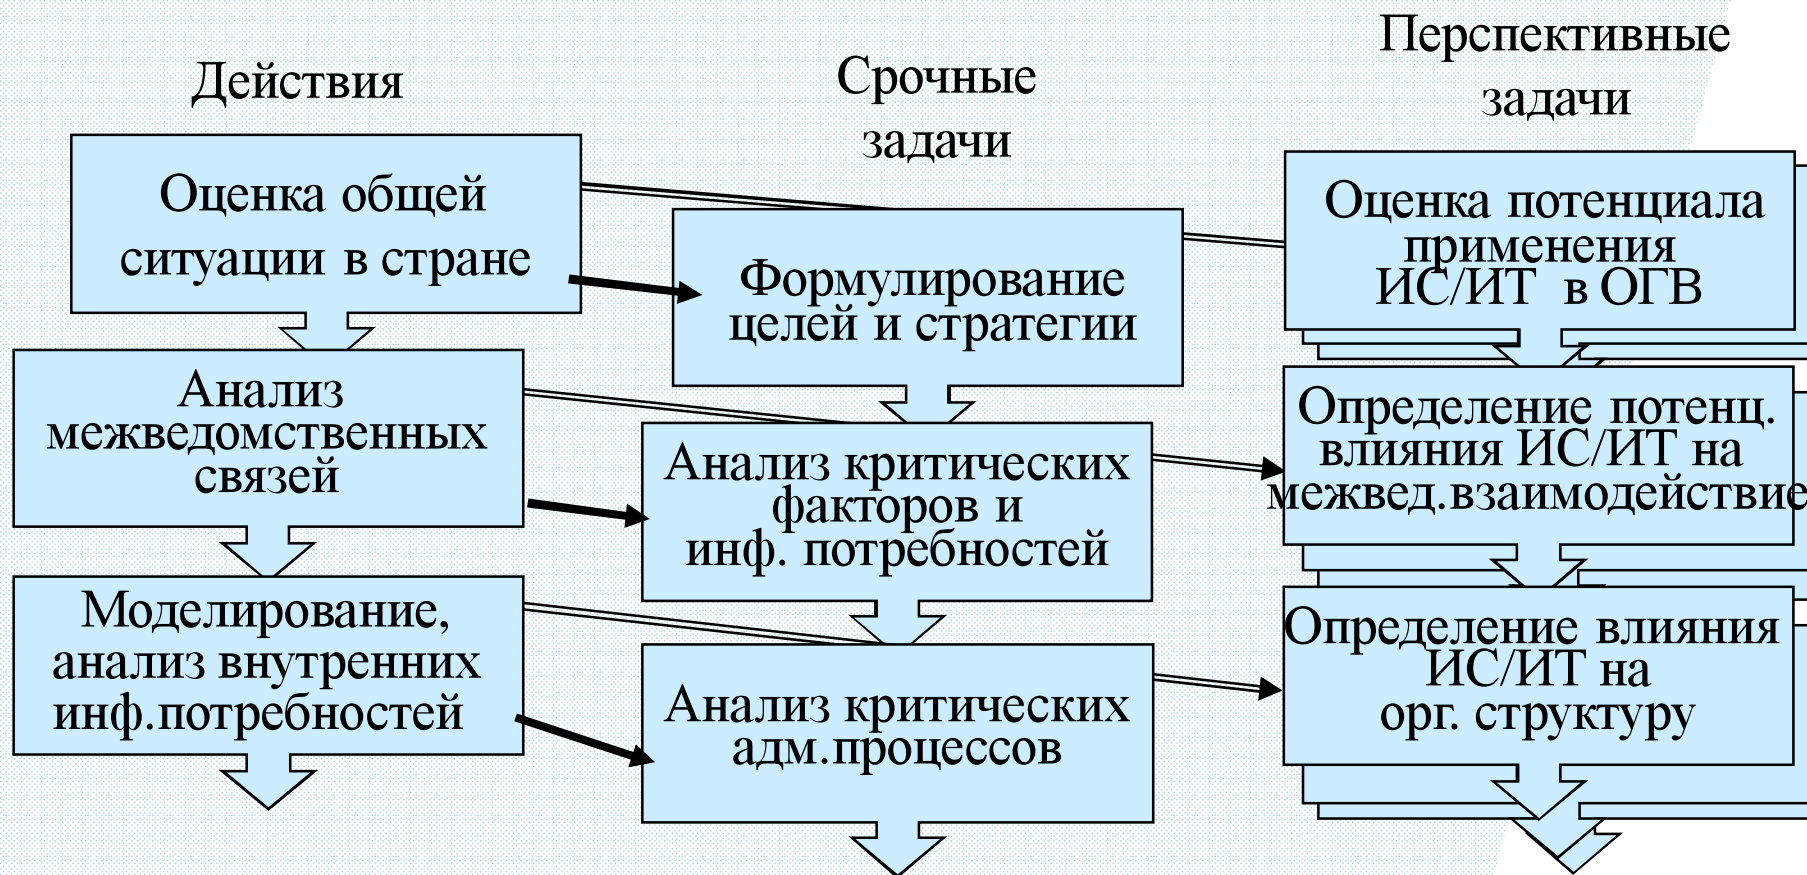 Действия
Срочные
задачи
Перспективные
задачи
Оценка общей
ситуации в стране
Формулирование
целей и стратегии
Оценка потенциала
применения
ИС/ИТ в ОГВ
Анализ
межведомственных
связей
Анализ критических
факторов и
инф. потребностей
Определение потенц.
влияния ИС/ИТ на
межвед.взаимодействие
Моделирование,
анализ внутренних
инф.потребностей
Анализ критических
адм.процессов
Определение влияния
ИС/ИТ на
орг. структуру